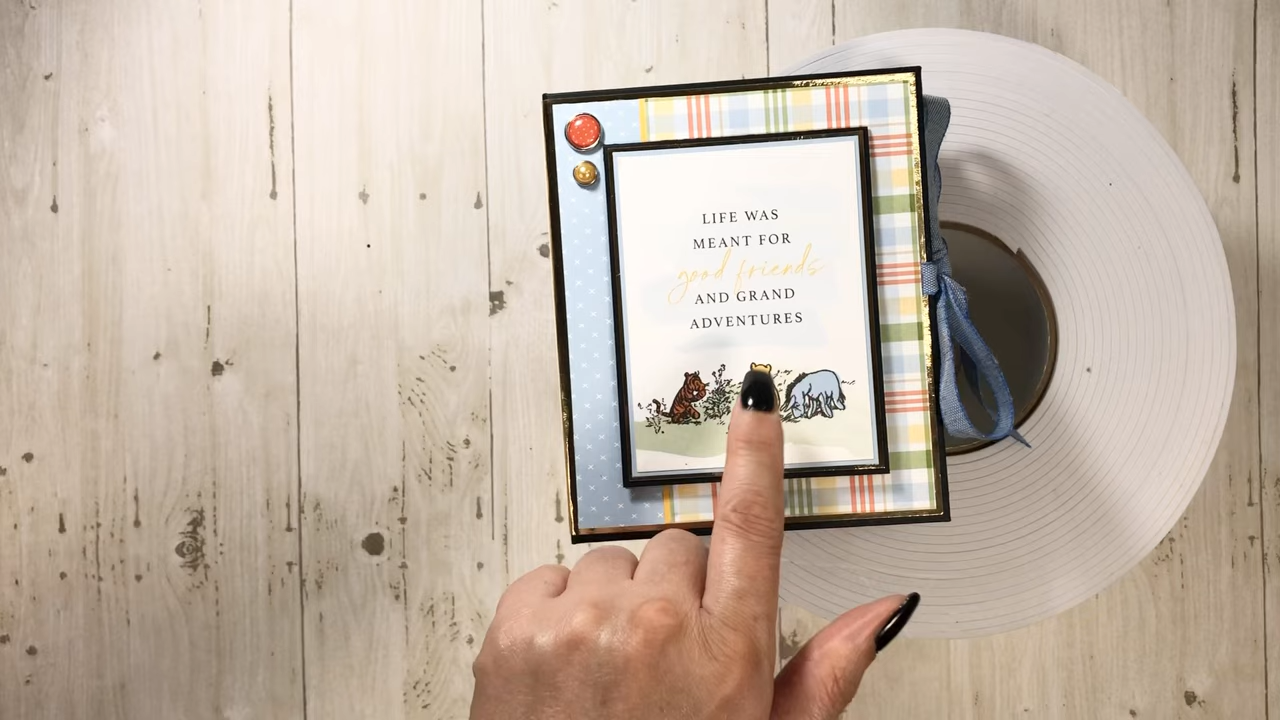 LIFE WAS
MEANT FOR
good friends
AND GRAND
ADVENTURES